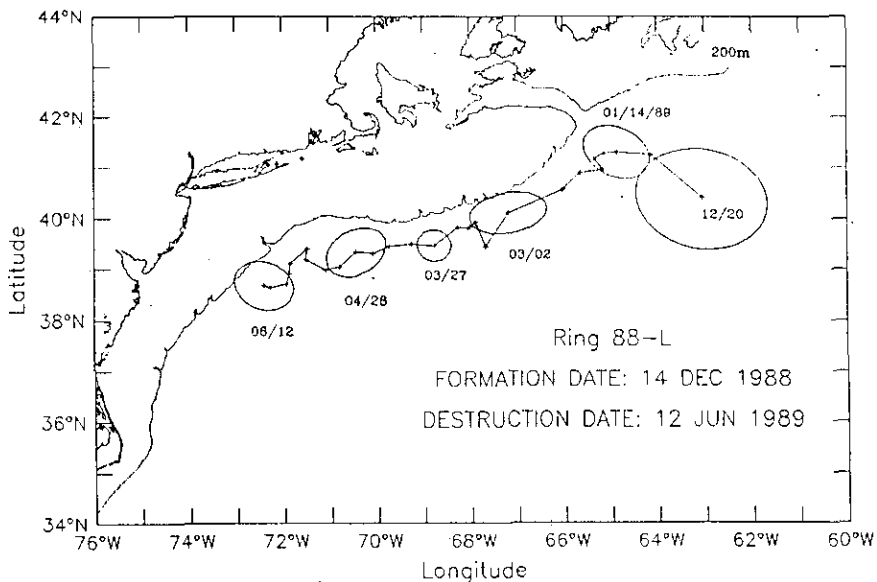 44°N
42°N
40°N
38°N
36°N
34°N
Latitude
200m
01/14/89
12/20
03/02
03/27
04/28
06/12
Ring 88-L
FORMATION DATE: 14 DEC 1988
DESTRUCTION DATE: 12 JUN 1989
76°W 74°W 72°W 70°W 68°W 66°W 64°W 62°W 60°W
Longitude